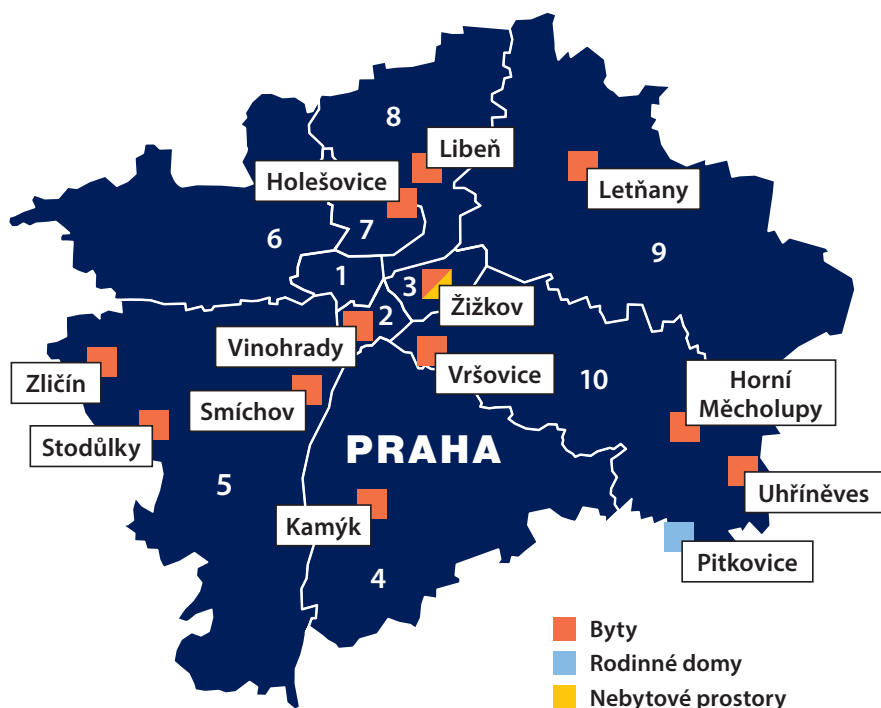 8
Libeň
Holešovice
Letňany
7
6
9
1
3
Žižkov
2
Vinohrady
Vršovice
Zličín
10
Horní
Měcholupy
Smíchov
Stodůlky
PRAHA
5
Uhříněves
Kamýk
Pitkovice
4
Byty
Rodinné domy
Nebytové prostory